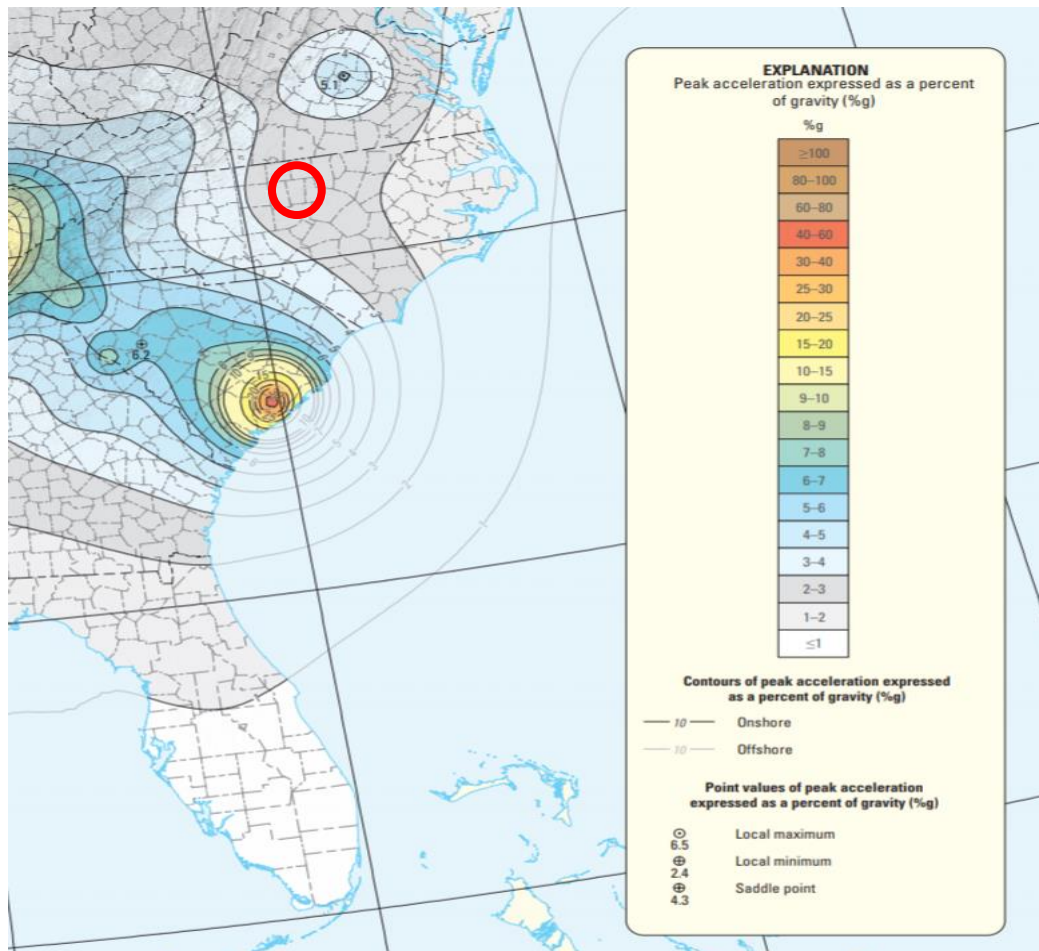 5.1
6.2
10
15
EXPLANATION
Peak acceleration expressed as a percent
of gravity (%g)
%g
≥100
80–100
60–80
40–60
30–40
25–30
20–25
15–20
10–15
9–10
8–9
7–8
6–7
5–6
4–5
3–4
2–3
1–2
≤1
Contours of peak acceleration expressed
as a percent of gravity (%g)
10 Onshore
10 Offshore
Point values of peak acceleration
expressed as a percent of gravity (%g)
6.5 Local maximum
2.4 Local minimum
4.3 Saddle point